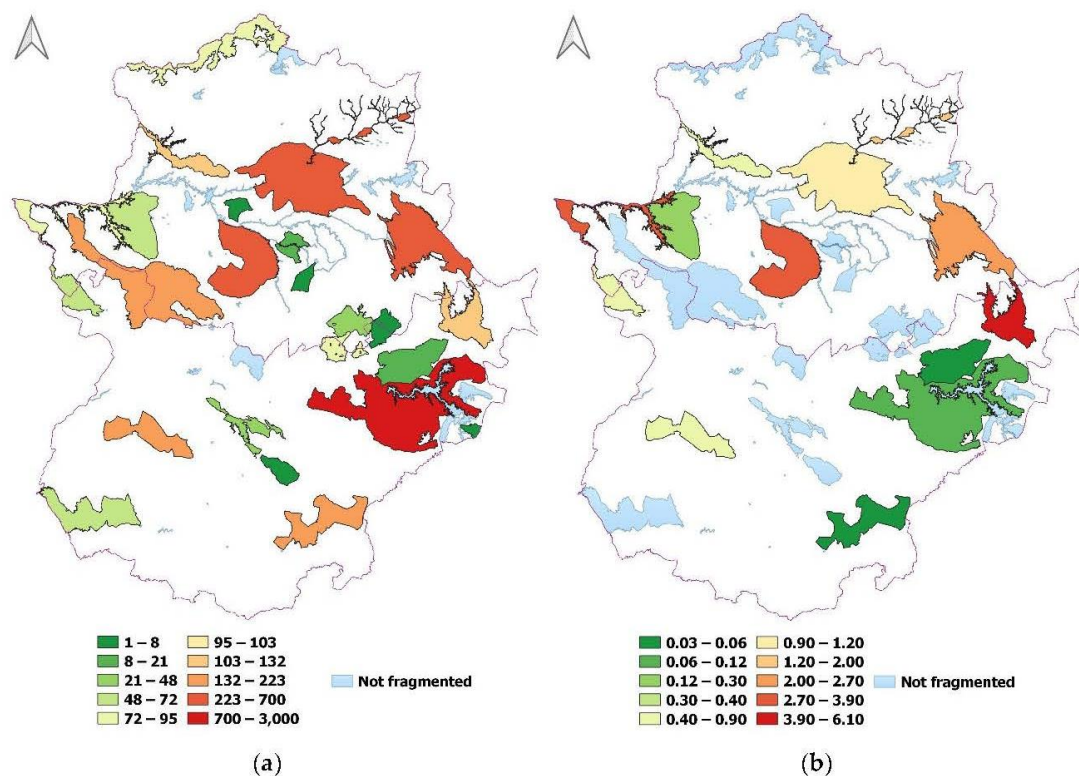 1 – 8
8 – 21
21 – 48
48 – 72
72 – 95
95 – 103
103 – 132
132 – 223
223 – 700
700 – 3,000
Not fragmented
(a)
0.03 – 0.06
0.06 – 0.12
0.12 – 0.30
0.30 – 0.40
0.40 – 0.90
0.90 – 1.20
1.20 – 2.00
2.00 – 2.70
2.70 – 3.90
3.90 – 6.10
Not fragmented
(b)